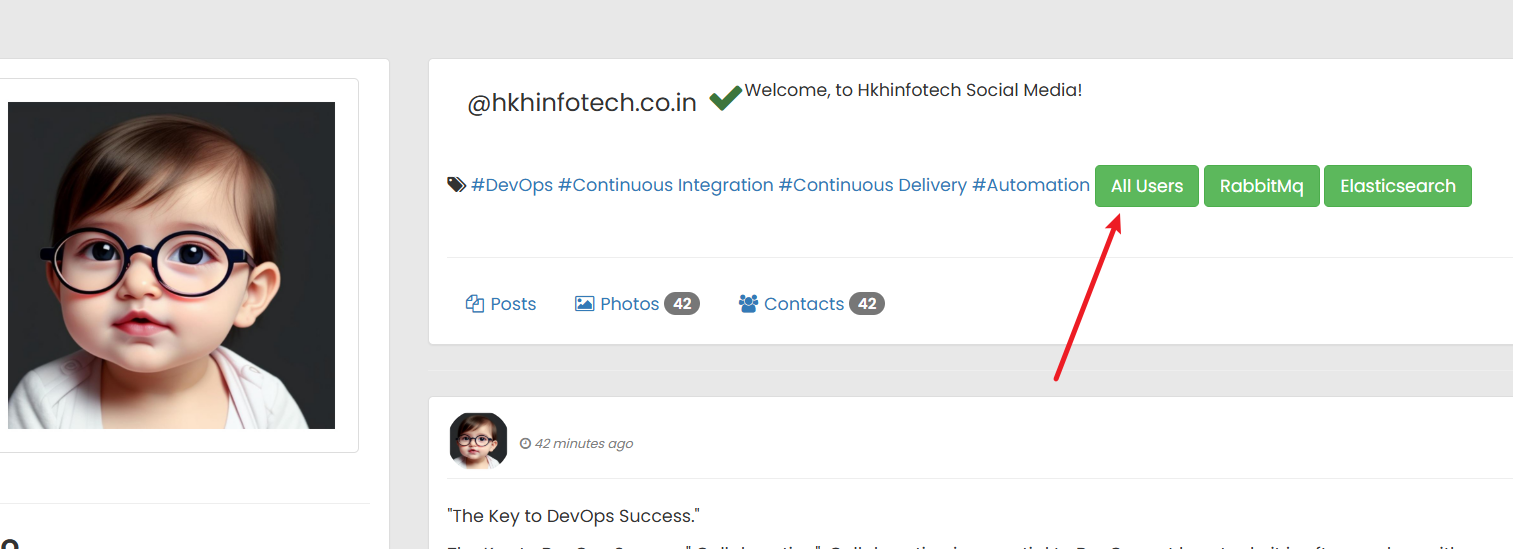 @hkhinfotech.co.in
Welcome, to Hkhinfotech Social Media!
#DevOps #Continuous Integration #Continuous Delivery #Automation All Users RabbitMq Elasticsearch
Posts Photos 42 Contacts 42
42 minutes ago
"The Key to DevOps Success."